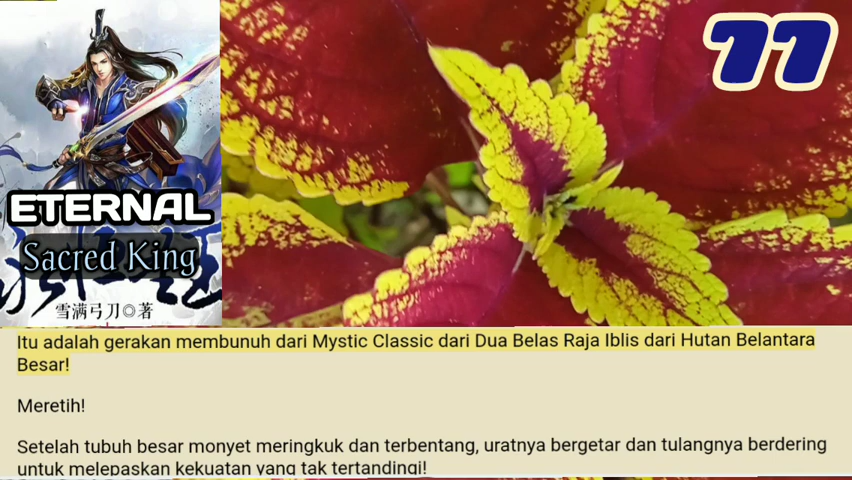 77
ETERNAL
Sacred King
雪满弓刀◎著
Itu adalah gerakan membunuh dari Mystic Classic dari Dua Belas Raja Iblis dari Hutan Belantara
Besar!
Meretih!
Setelah tubuh besar monyet meringkuk dan terbentang, uratnya bergetar dan tulangnya berdering
untuk melepaskan kekuatan yang tak tertandingi!